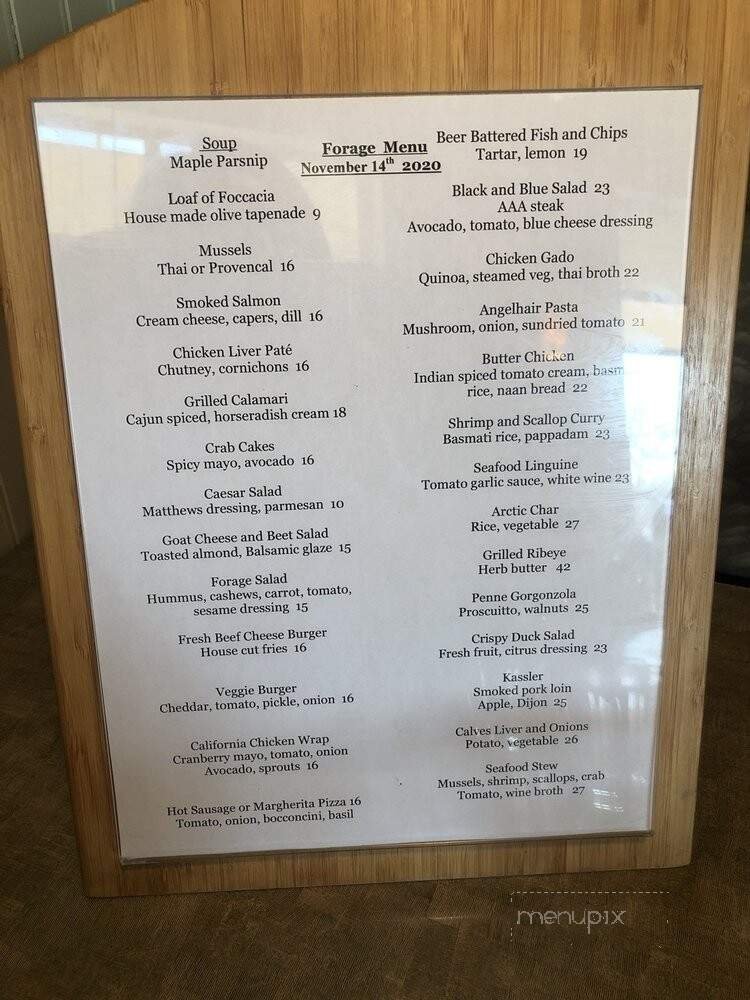 Forage Menu
November 14th 2020
Soup
Maple Parsnip
Loaf of Foccacia
House made olive tapenade 9
Mussels
Thai or Provencal 16
Smoked Salmon
Cream cheese, capers, dill 16
Chicken Liver Paté
Chutney, cornichons 16
Grilled Calamari
Cajun spiced, horseradish cream 18
Crab Cakes
Spicy mayo, avocado 16
Caesar Salad
Matthews dressing, parmesan 10
Goat Cheese and Beet Salad
Toasted almond, Balsamic glaze 15
Forage Salad
Hummus, cashews, carrot, tomato,
sesame dressing 15
Fresh Beef Cheese Burger
House cut fries 16
Veggie Burger
Cheddar, tomato, pickle, onion 16
California Chicken Wrap
Cranberry mayo, tomato, onion
Avocado, sprouts 16
Hot Sausage or Margherita Pizza 16
Tomato, onion, bocconcini, basil
Beer Battered Fish and Chips
Tartar, lemon 19
Black and Blue Salad 23
AAA steak
Avocado, tomato, blue cheese dressing
Chicken Gado
Quinoa, steamed veg, thai broth 22
Angelhair Pasta
Mushroom, onion, sundried tomato 21
Butter Chicken
Indian spiced tomato cream,
rice, naan bread 22
Shrimp and Scallop Curry
Basmati rice, pappadam 23
Seafood Linguine
Tomato garlic sauce, white wine 23
Arctic Char
Rice, vegetable 27
Grilled Ribeye
Herb butter 42
Penne Gorgonzola
Proscuitto, walnuts 25
Crispy Duck Salad
Fresh fruit, citrus dressing 23
Kassler
Smoked pork loin
Apple, Dijon 25
Calves Liver and Onions
Potato, vegetable 26
Seafood Stew
Mussels, shrimp, scallops, crab
Tomato, wine broth 27
menupix